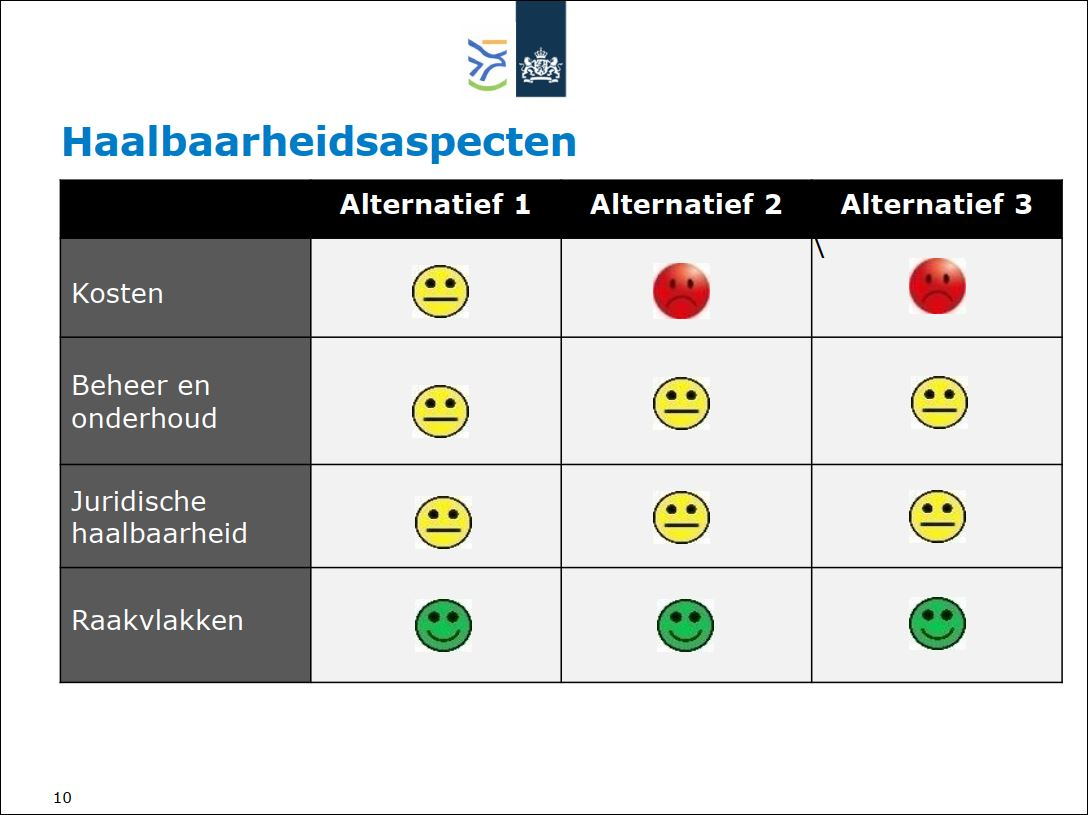 Haalbaarheidsaspecten
Alternatief 1 Alternatief 2 Alternatief 3
\
Kosten
Beheer en
onderhoud
Juridische
haalbaarheid
Raakvlakken
10